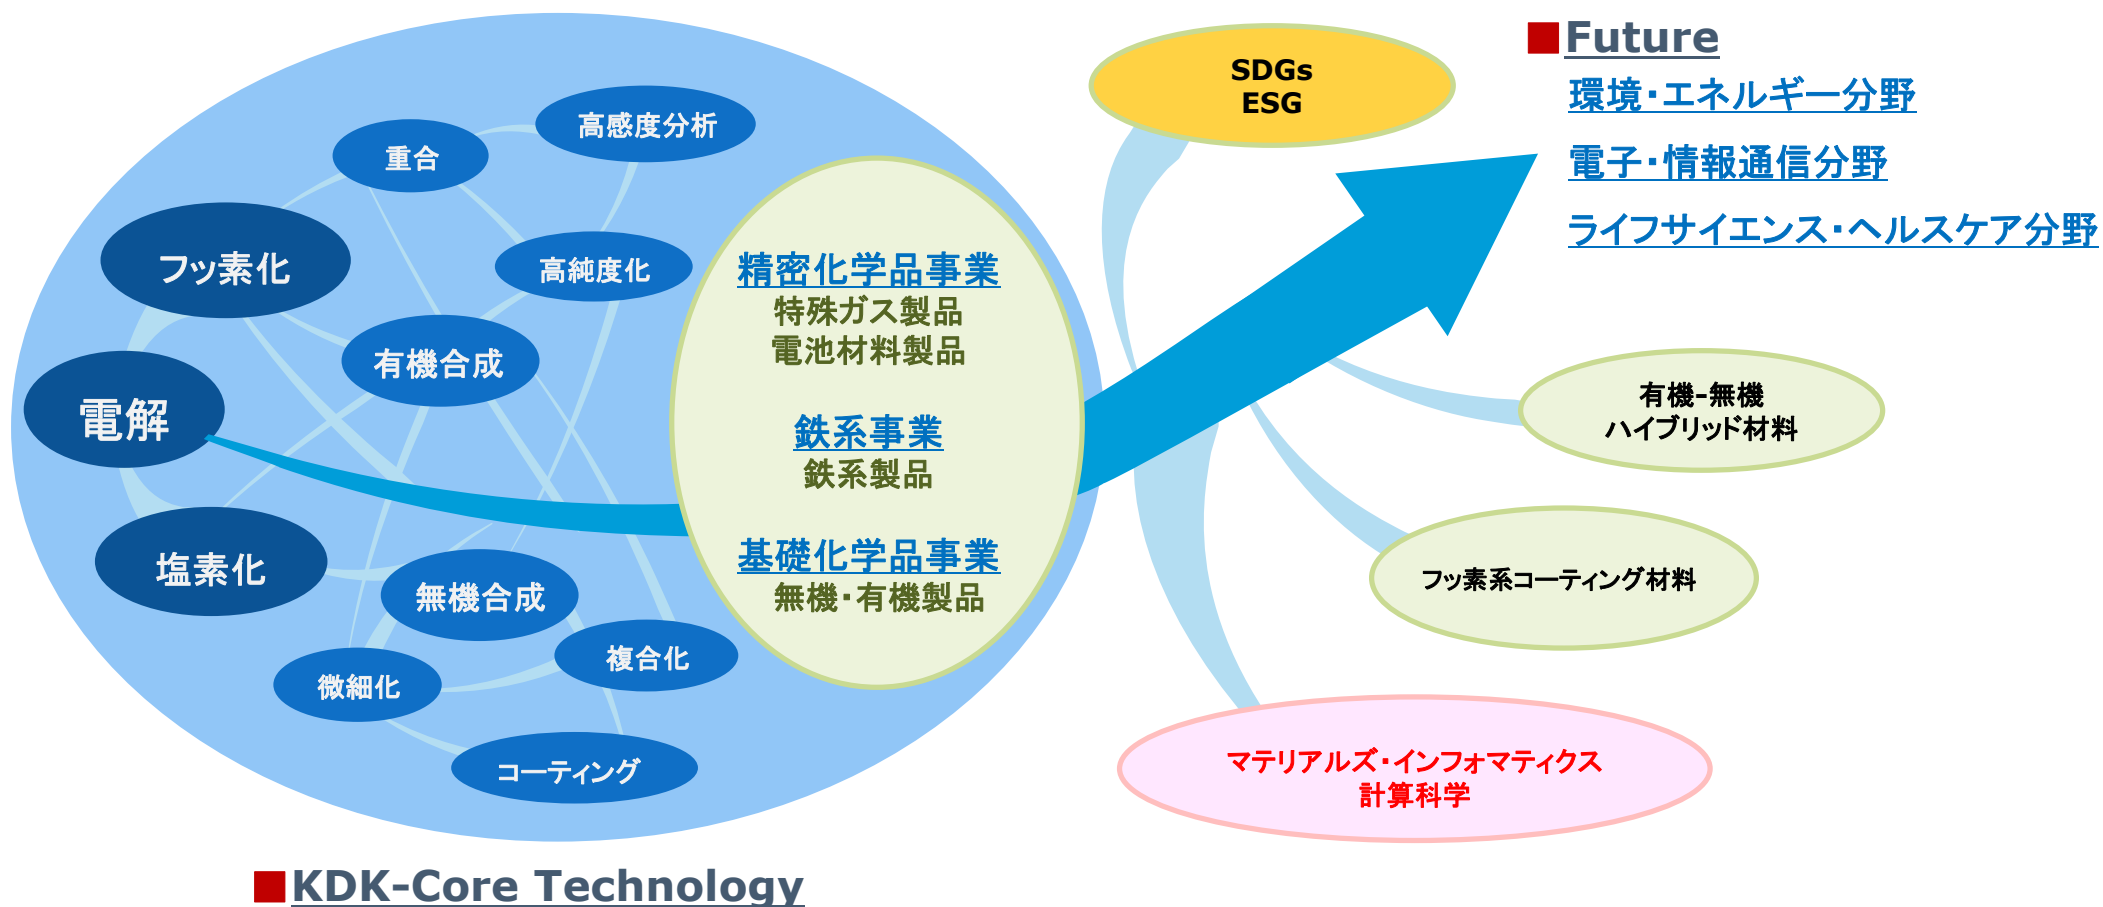 高感度分析
重合
フッ素化
高純度化
有機合成
電解
塩素化
無機合成
複合化
微細化
コーティング
精密化学品事業
特殊ガス製品
電池材料製品
鉄系事業
鉄系製品
基礎化学品事業
無機・有機製品
SDGs
ESG
■Future
環境・エネルギー分野
電子・情報通信分野
ライフサイエンス・ヘルスケア分野
有機-無機
ハイブリッド材料
フッ素系コーティング材料
マテリアルズ・インフォマティクス
計算科学
■KDK-Core Technology